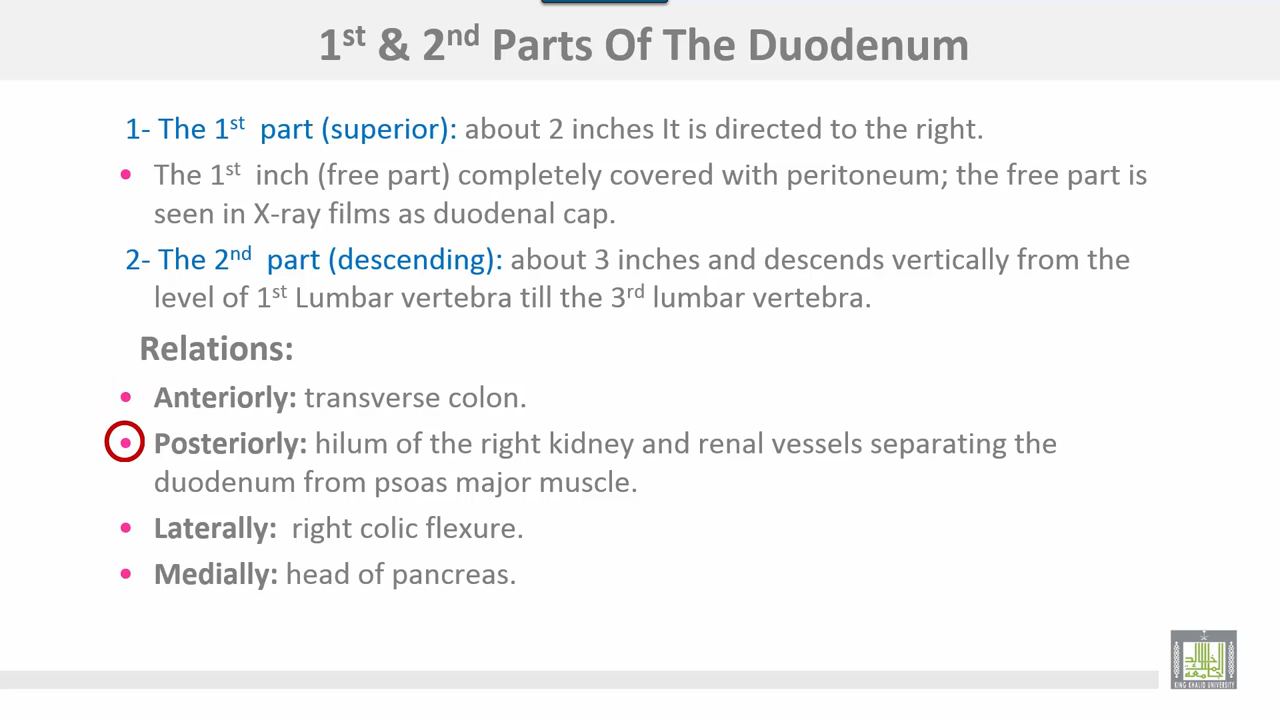 1st & 2nd Parts Of The Duodenum
1- The 1st part (superior): about 2 inches It is directed to the right.
• The 1st inch (free part) completely covered with peritoneum; the free part is
seen in X-ray films as duodenal cap.
2- The 2nd part (descending): about 3 inches and descends vertically from the
level of 1st Lumbar vertebra till the 3rd lumbar vertebra.
Relations:
• Anteriorly: transverse colon.
• Posteriorly: hilum of the right kidney and renal vessels separating the
duodenum from psoas major muscle.
• Laterally: right colic flexure.
• Medially: head of pancreas.
KING KHALID UNIVERSITY